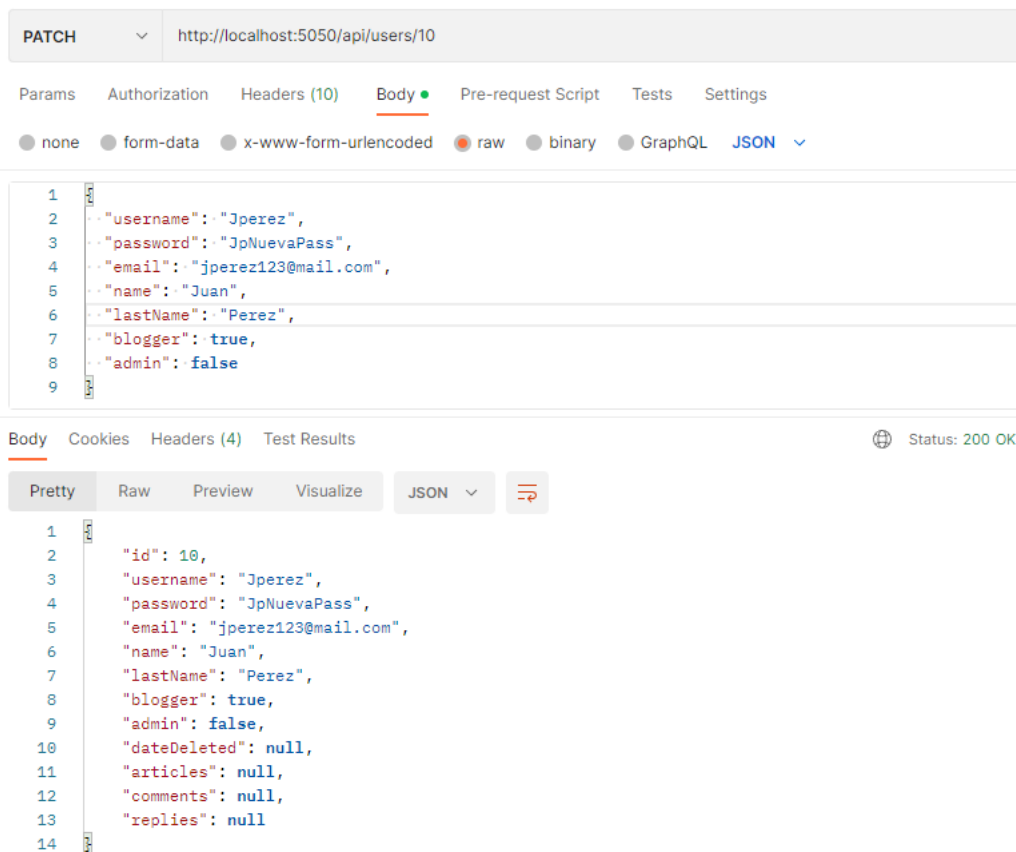 PATCH http://localhost:5050/api/users/10
Params Authorization Headers (10) Body Pre-request Script Tests Settings
none form-data x-www-form-urlencoded raw binary GraphQL JSON
1 {
2 "username": "Jperez",
3 "password": "JpNuevaPass",
4 "email": "jperez123@mail.com",
5 "name": "Juan",
6 "lastName": "Perez",
7 "blogger": true,
8 "admin": false
9 }
Body Cookies Headers (4) Test Results Status: 200 OK
Pretty Raw Preview Visualize JSON
1 {
2 "id": 10,
3 "username": "Jperez",
4 "password": "JpNuevaPass",
5 "email": "jperez123@mail.com",
6 "name": "Juan",
7 "lastName": "Perez",
8 "blogger": true,
9 "admin": false,
10 "dateDeleted": null,
11 "articles": null,
12 "comments": null,
13 "replies": null
14 }